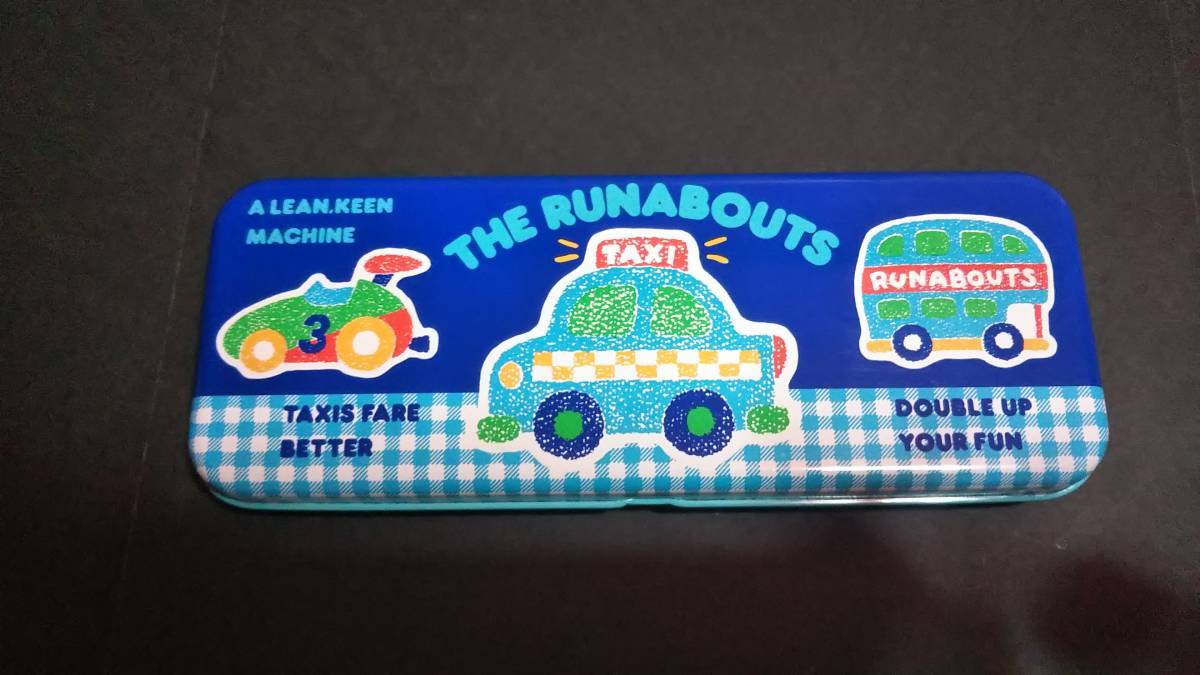 A LEAN.KEEN
MACHINE
THE RUNABOUTS
TAXI
3
RUNABOUTS
TAXIS FARE
BETTER
DOUBLE UP
YOUR FUN